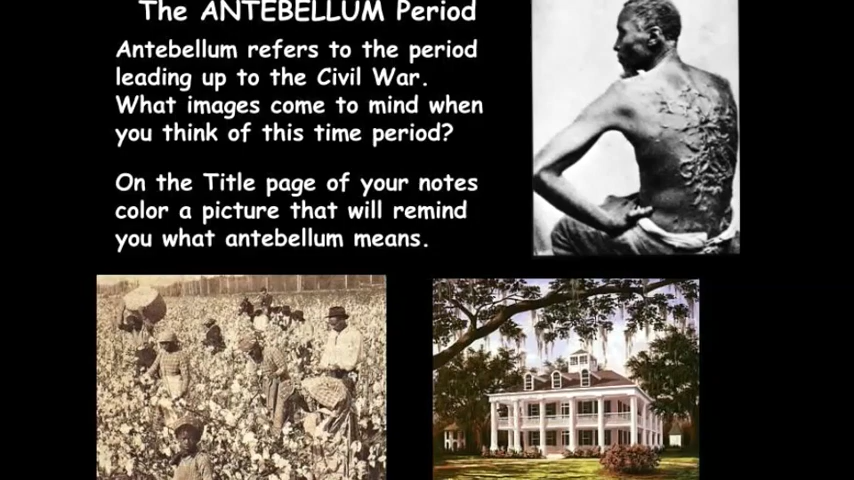 The ANTEBELLUM Period
Antebellum refers to the period
leading up to the Civil War.
What images come to mind when
you think of this time period?
On the Title page of your notes
color a picture that will remind
you what antebellum means.